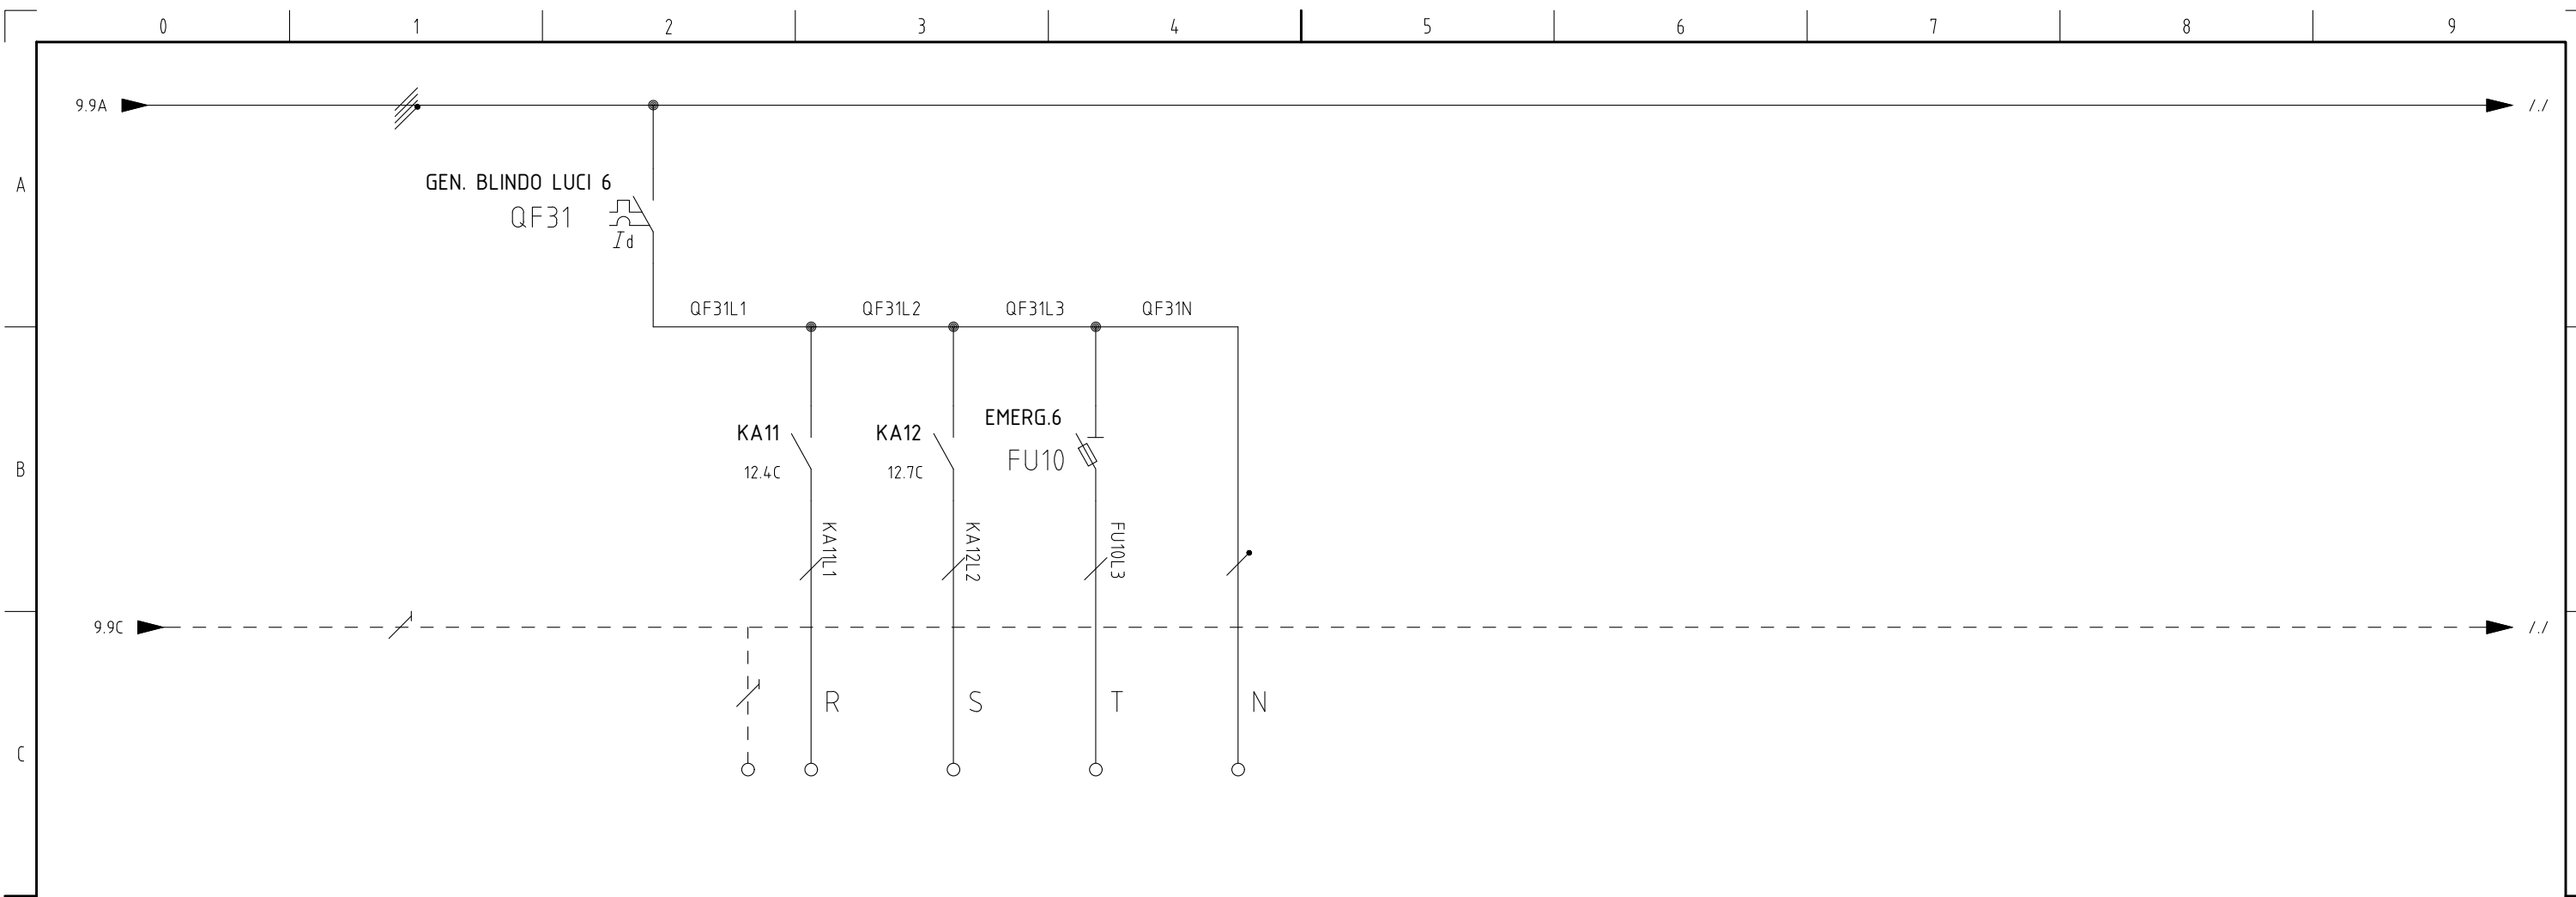 0 1 2 3 4 5 6 7 8 9
9.9A /./
A
GEN. BLINDO LUCI 6
QF31
Id
QF31L1 QF31L2 QF31L3 QF31N
EMERG.6
KA11 KA12
FU10
B
12.4C 12.7C
KA11L1 KA12L2 FU10L3
9.9C /./
R S T N
C